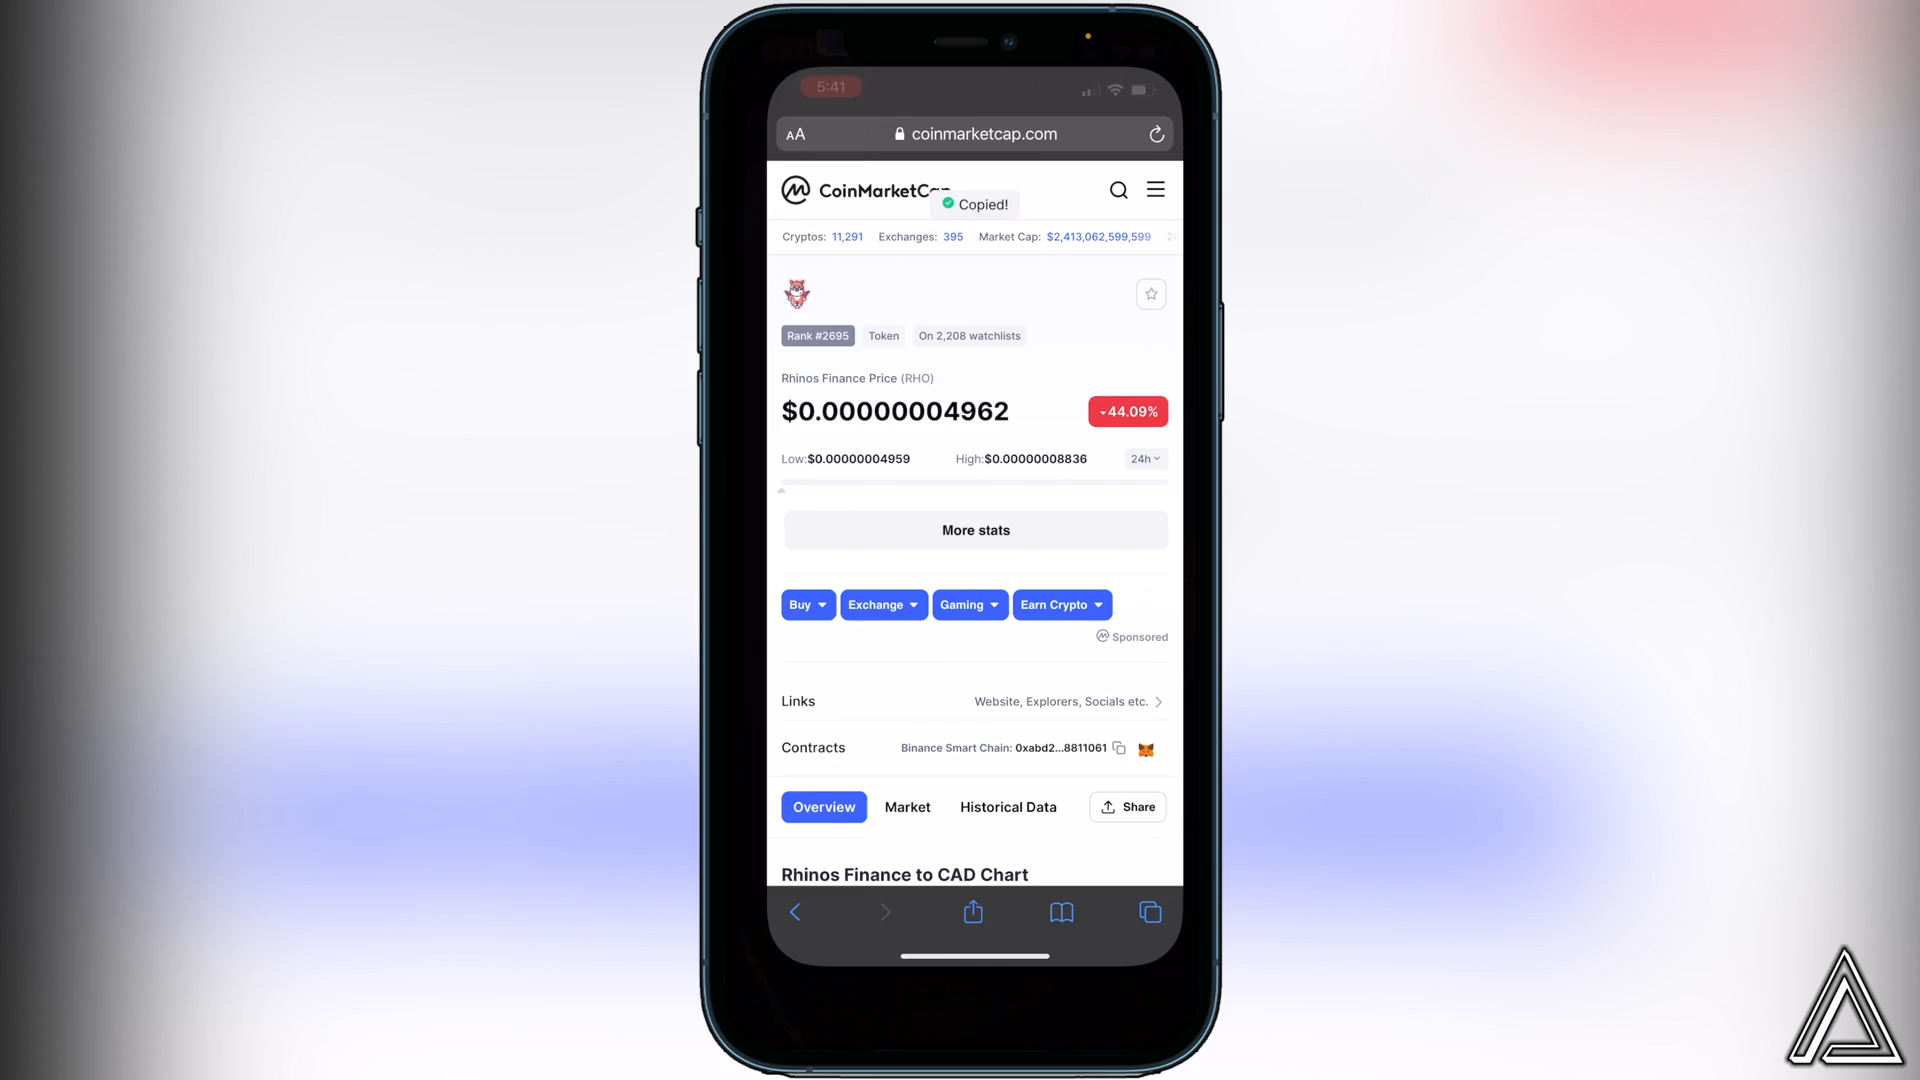 5:41
AA coinmarketcap.com
CoinMarketCap
Copied!
Cryptos: 11,291 Exchanges: 395 Market Cap: $2,413,062,599,599
Rank #2695 Token On 2,208 watchlists
Rhinos Finance Price (RHO)
$0.00000004962 44.09%
Low:$0.00000004959 High:$0.00000008836 24h
More stats
Buy Exchange Gaming Earn Crypto
Sponsored
Links Website, Explorers, Socials etc.
Contracts Binance Smart Chain: 0xabd2...8811061
Overview Market Historical Data Share
Rhinos Finance to CAD Chart